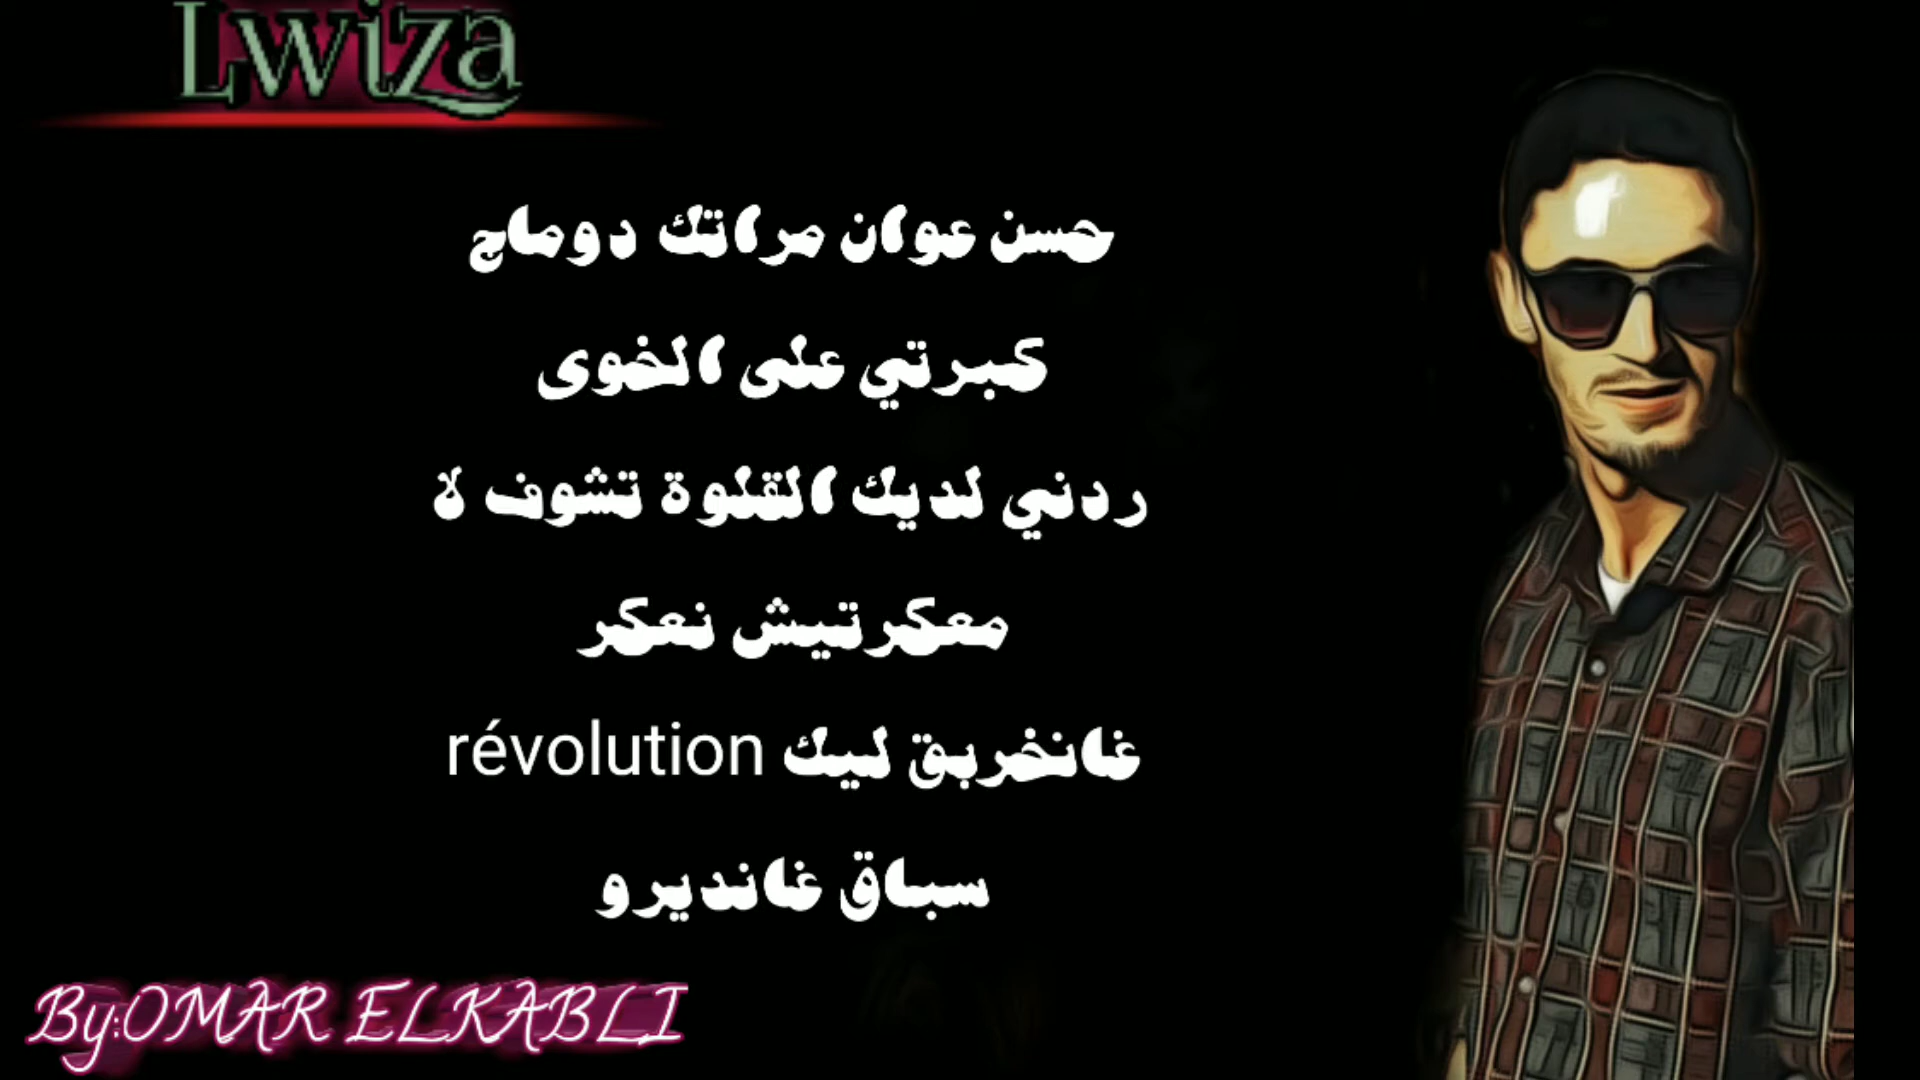 Lwiza
حسن عوان مراتك دوماج
كبرتي على الخوى
ردني لديك القلوة تشوف لا
معكرتيش نعكر
غانخربق ليك révolution
سباق غانديرو
By:OMAR ELKABLI